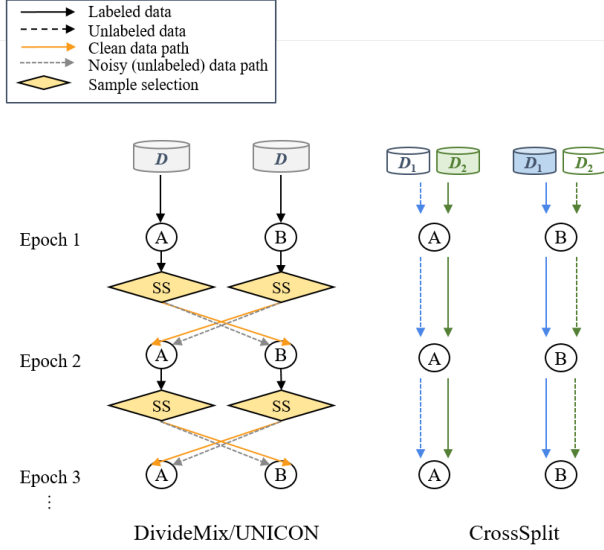 Labeled data
Unlabeled data
Clean data path
Noisy (unlabeled) data path
Sample selection
D D D1 D2 D1 D2
Epoch 1 A B A B
SS SS
Epoch 2 A B A B
SS SS
Epoch 3 A B A B
⋮
DivideMix/UNICON CrossSplit